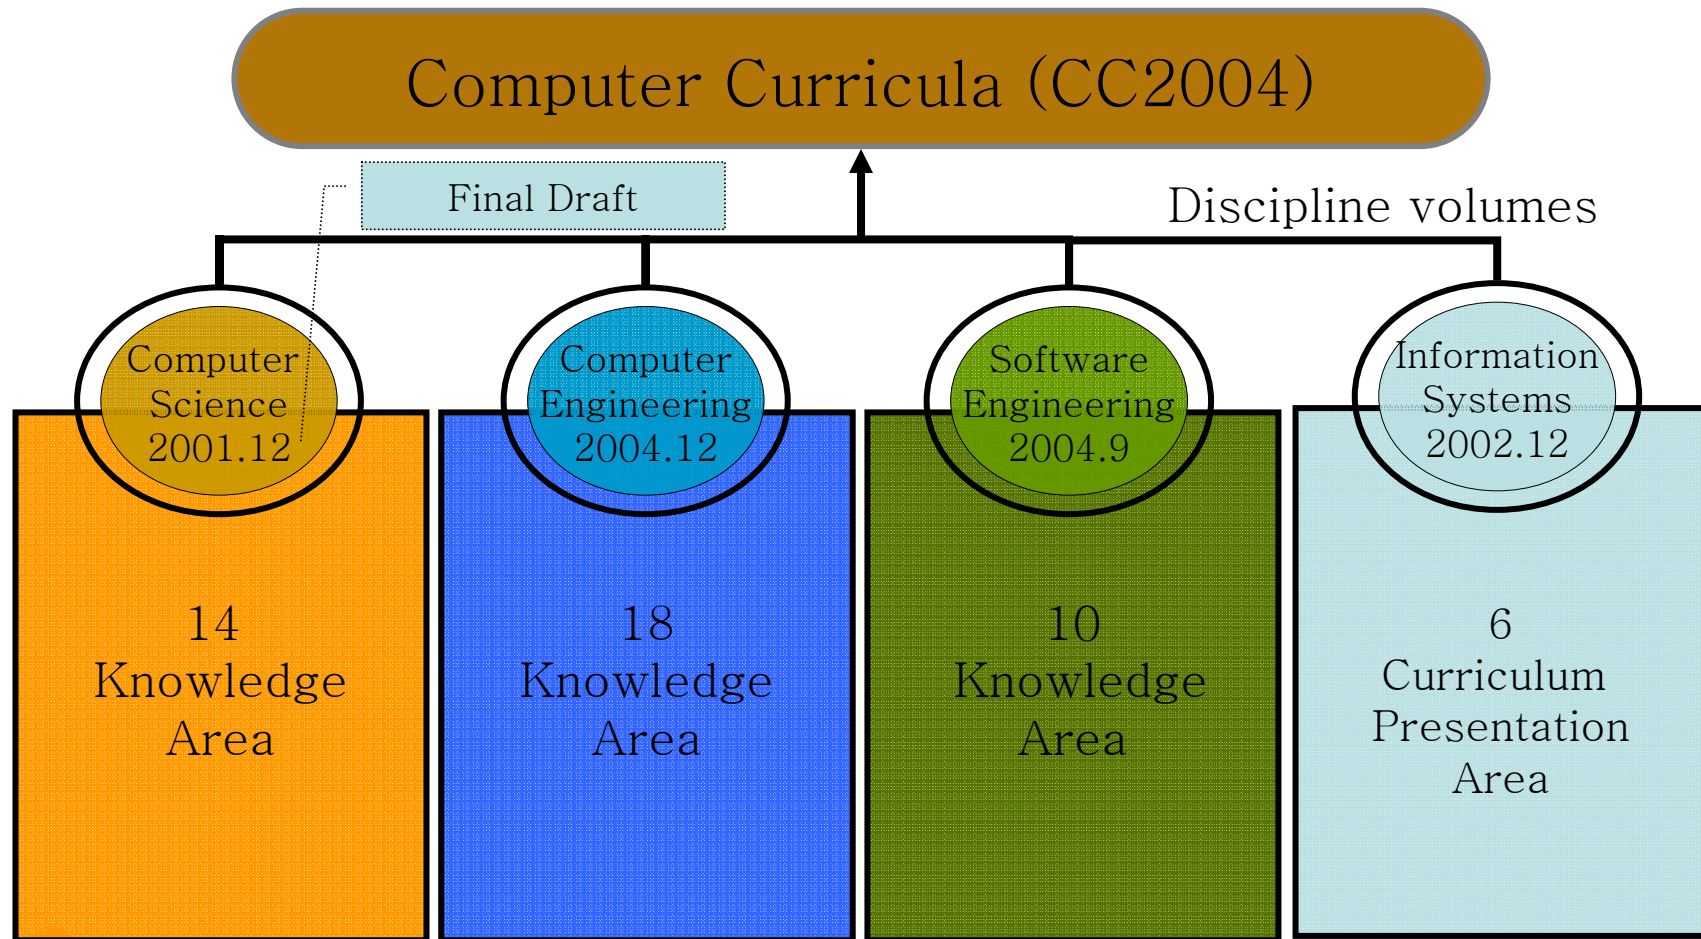 Computer Curricula (CC2004)
Final Draft
Discipline volumes
Computer
Science
2001.12
Computer
Engineering
2004.12
Software
Engineering
2004.9
Information
Systems
2002.12
14
Knowledge
Area
18
Knowledge
Area
10
Knowledge
Area
6
Curriculum
Presentation
Area